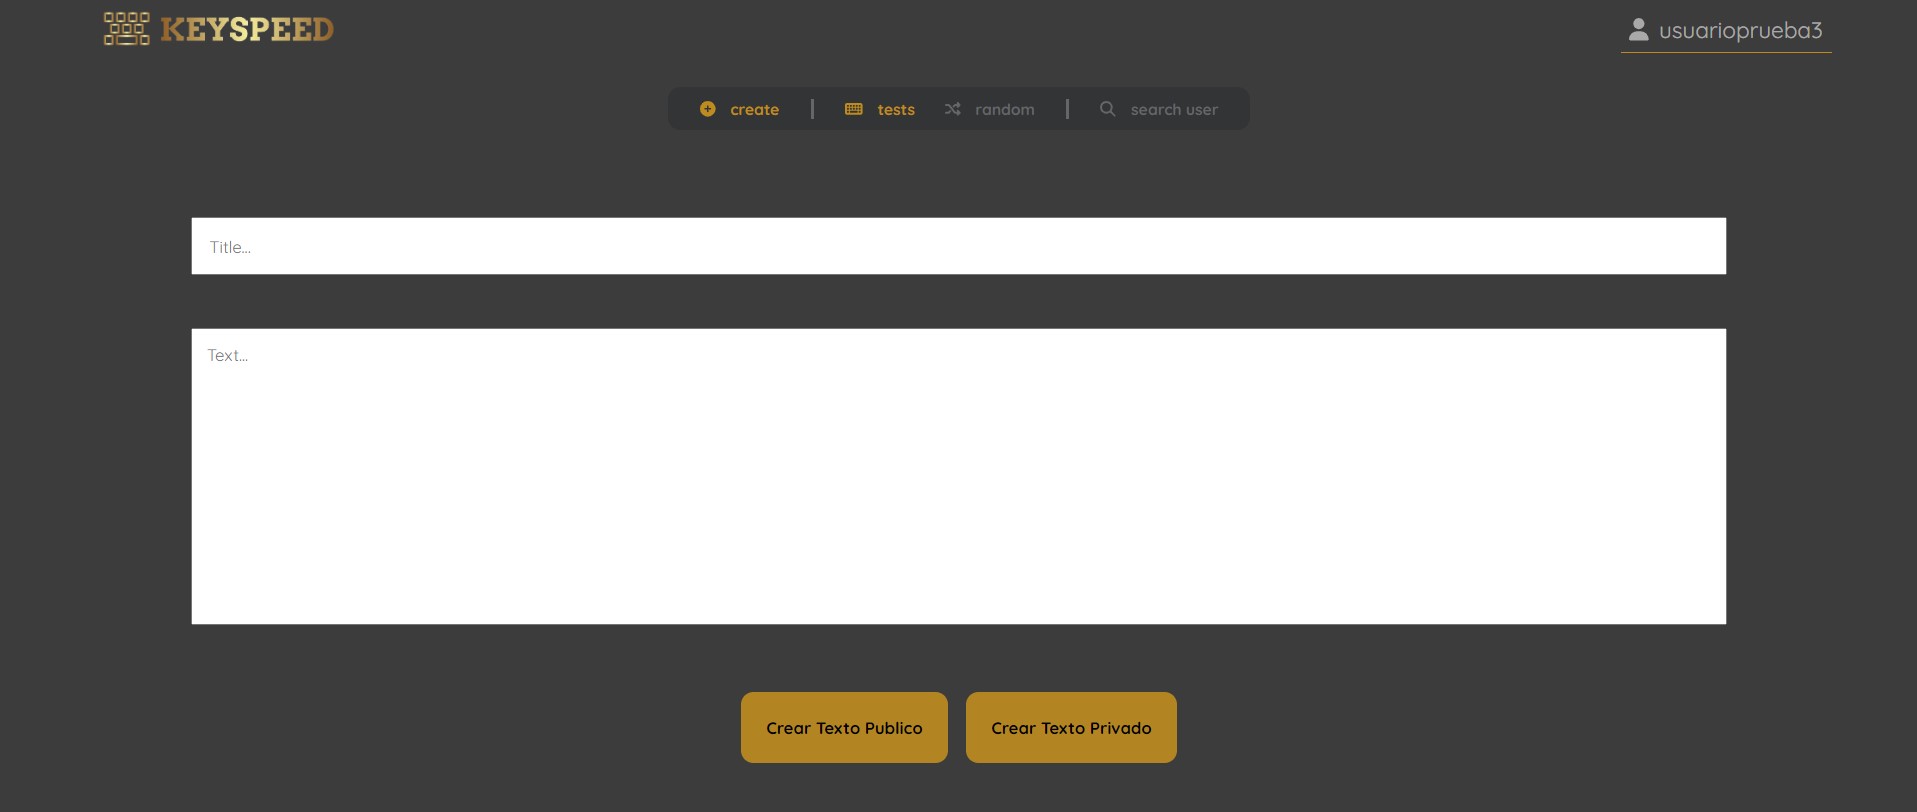 KEYSPEED
usuarioprueba3
create | tests random | search user
Title...
Text...
Crear Texto Publico
Crear Texto Privado